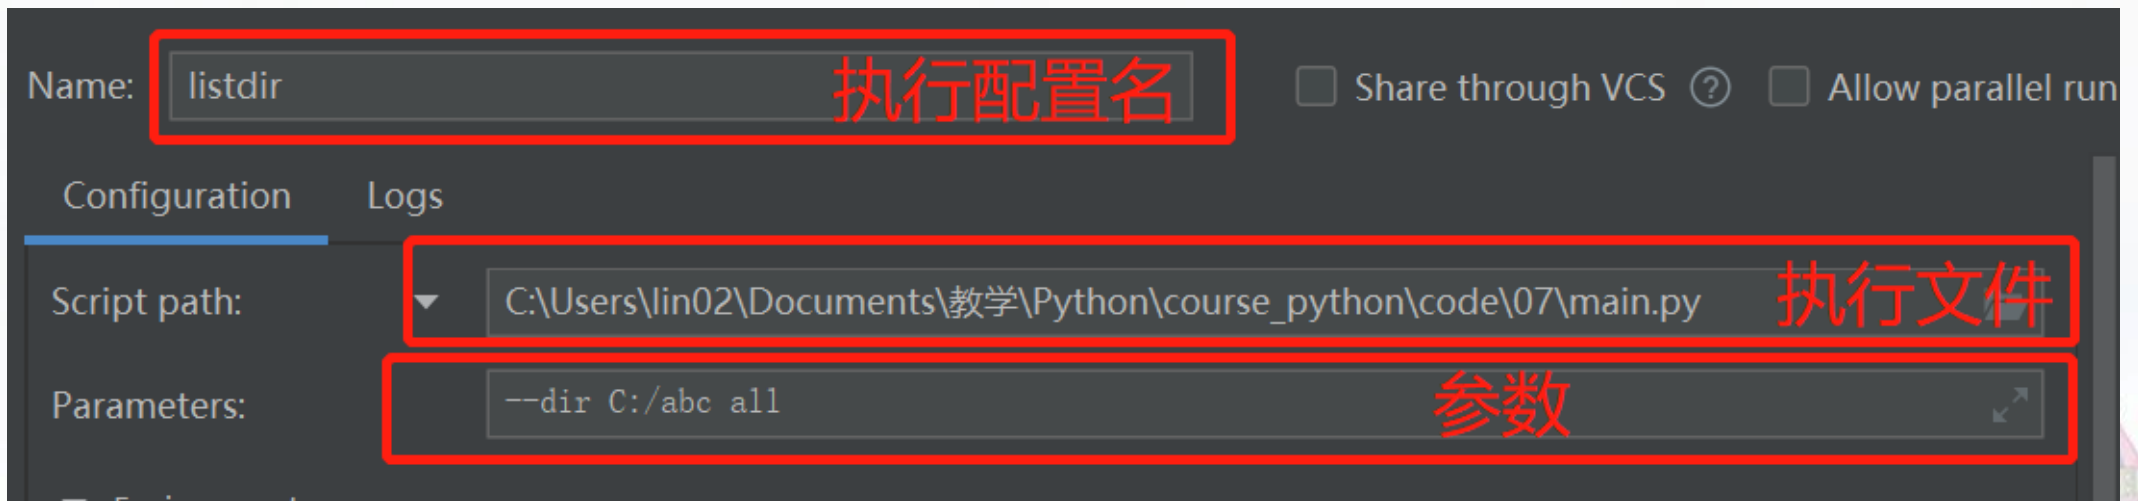 Name: listdir 执行配置名 Share through VCS ? Allow parallel run
Configuration Logs
Script path: C:\Users\lin02\Documents\教学\Python\course_python\code\07\main.py 执行文件
Parameters: --dir C:/abc all 参数